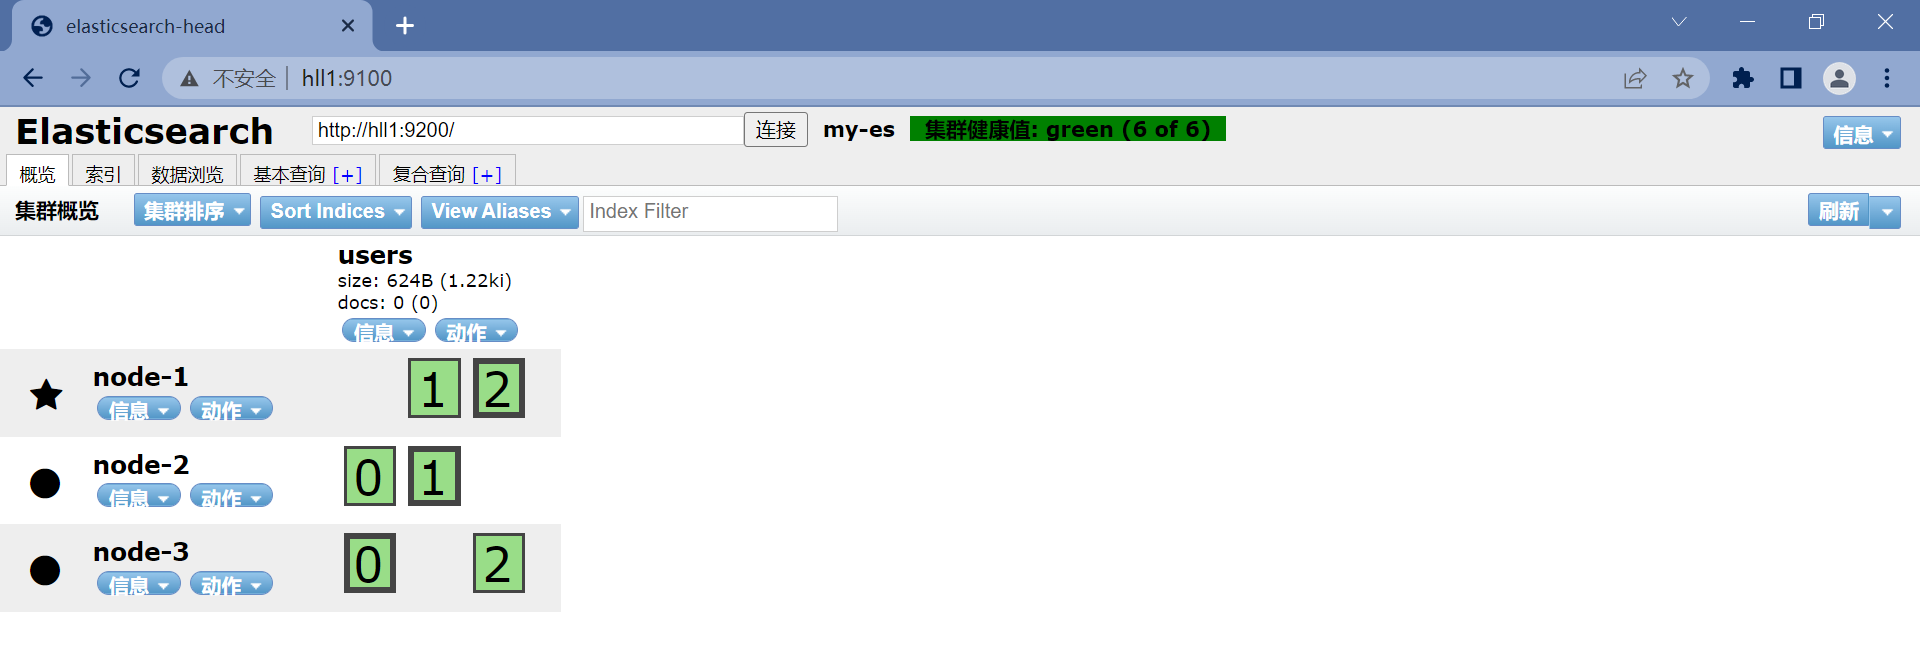 elasticsearch-head
不安全 hll1:9100
Elasticsearch http://hll1:9200/ 连接 my-es 集群健康值: green (6 of 6) 信息
概览 索引 数据浏览 基本查询 [+] 复合查询 [+]
集群概览 集群排序 Sort Indices View Aliases Index Filter 刷新
users
size: 624B (1.22ki)
docs: 0 (0)
信息 动作
node-1 1 2
信息 动作
node-2 0 1
信息 动作
node-3 0 2
信息 动作